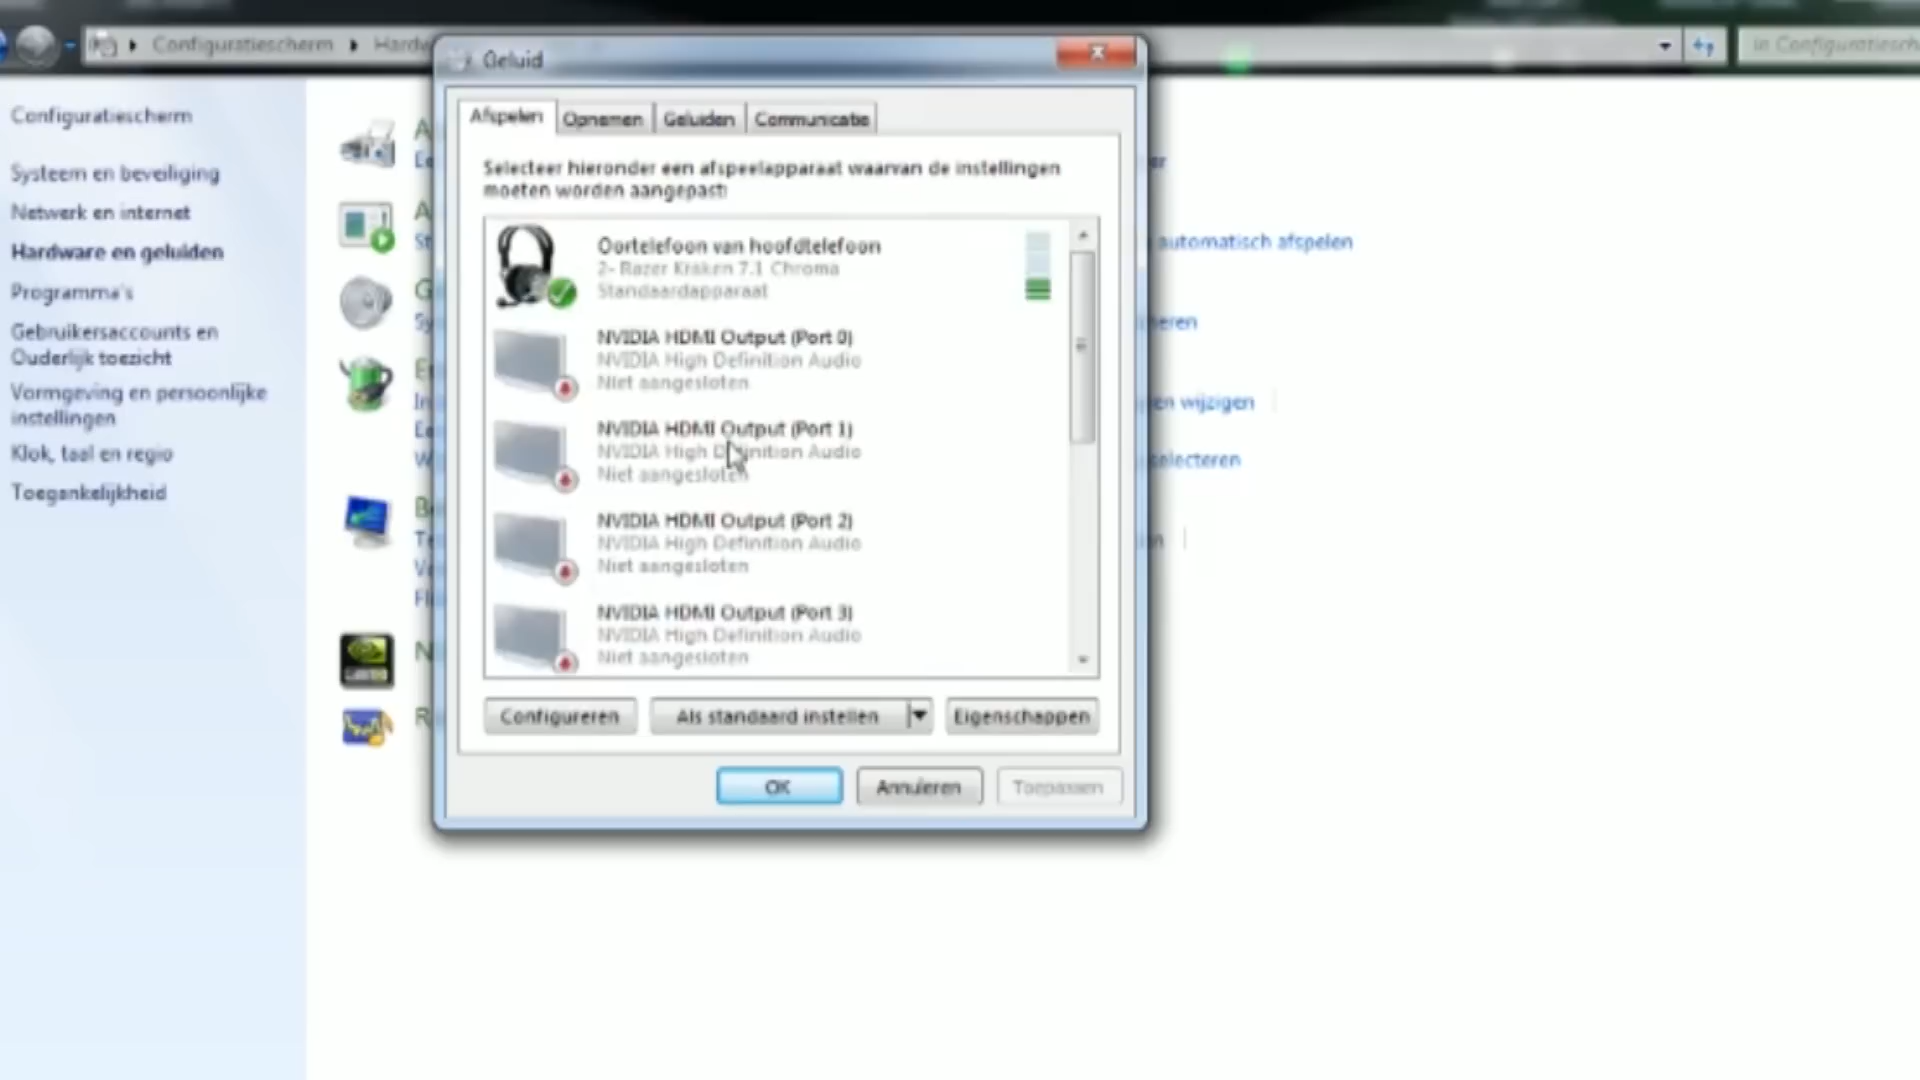 Configuratiescherm
Geluid
Configuratiescherm
Systeem en beveiliging
Netwerk en internet
Hardware en geluiden
Programma's
Gebruikersaccounts en
Ouderlijk toezicht
Vormgeving en persoonlijke
instellingen
Klok, taal en regio
Toegankelijkheid
Afspelen
Opnemen
Geluiden
Communicatie
Selecteer hieronder een afspeelapparaat waarvan de instellingen
moeten worden aangepast:
Oortelefoon van hoofdtelefoon
2- Razer Kraken 7.1 Chroma
Standaardapparaat
NVIDIA HDMI Output (Port 0)
NVIDIA High Definition Audio
Niet aangesloten
NVIDIA HDMI Output (Port 1)
NVIDIA High Definition Audio
Niet aangesloten
NVIDIA HDMI Output (Port 2)
NVIDIA High Definition Audio
Niet aangesloten
NVIDIA HDMI Output (Port 3)
NVIDIA High Definition Audio
Niet aangesloten
Configureren
Als standaard instellen
Eigenschappen
OK
Annuleren
Toepassen
automatisch afspelen
wijzigen